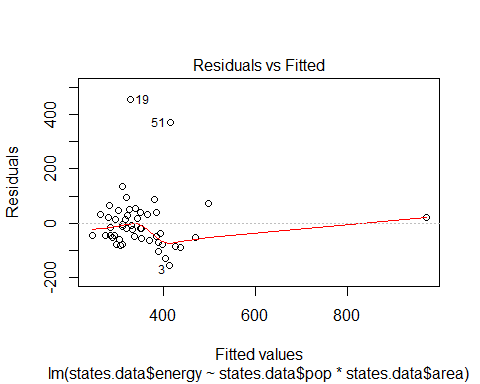 Residuals vs Fitted
Residuals
400
200
0
-200
19
51
3
400
600
800
Fitted values
lm(states.data$energy ~ states.data$pop * states.data$area)